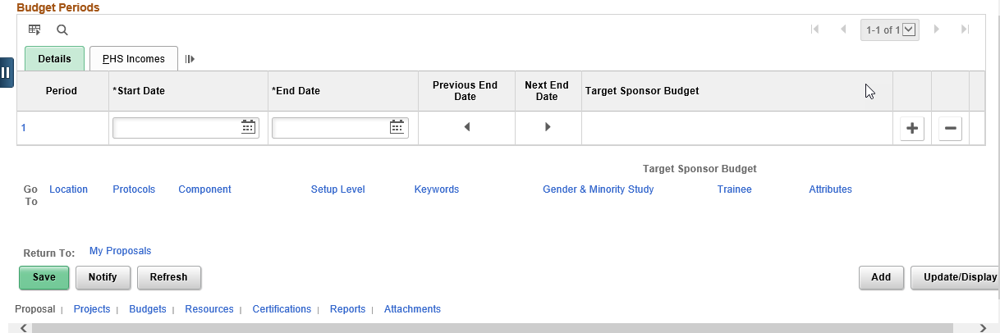 Budget Periods
1-1 of 1
Details PHS Incomes
Period *Start Date *End Date Previous End Date Next End Date Target Sponsor Budget
1
Target Sponsor Budget
Go To Location Protocols Component Setup Level Keywords Gender & Minority Study Trainee Attributes
Return To: My Proposals
Save Notify Refresh Add Update/Display
Proposal | Projects | Budgets | Resources | Certifications | Reports | Attachments